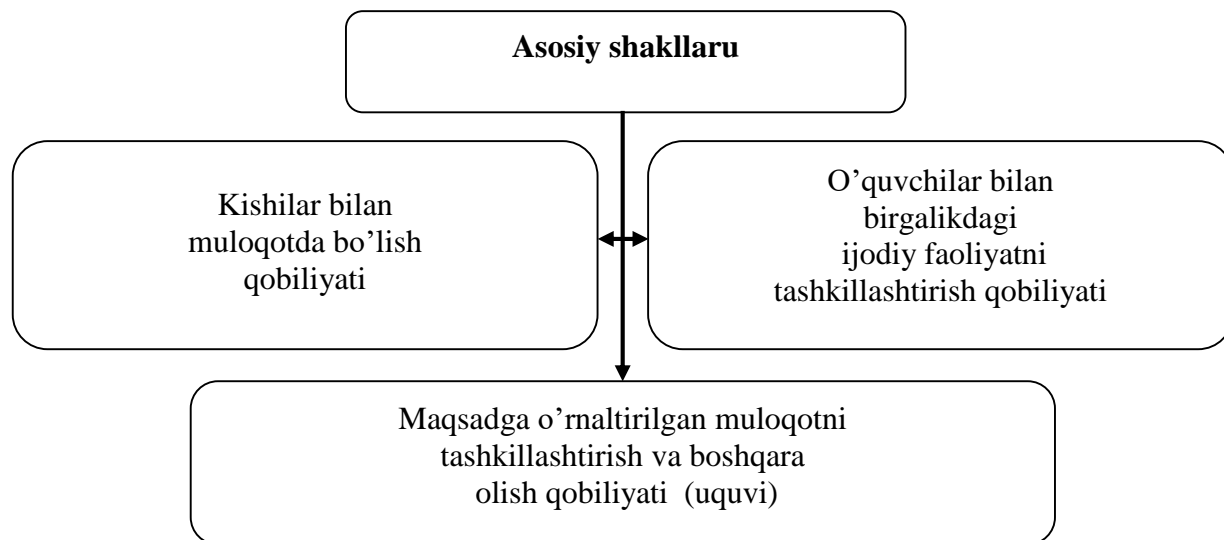 Asosiy shakllaru
Kishilar bilan
muloqotda bo’lish
qobiliyati
O’quvchilar bilan
birgalikdagi
ijodiy faoliyatni
tashkillashtirish qobiliyati
Maqsadga o’rnaltirilgan muloqotni
tashkillashtirish va boshqara
olish qobiliyati (uquvi)